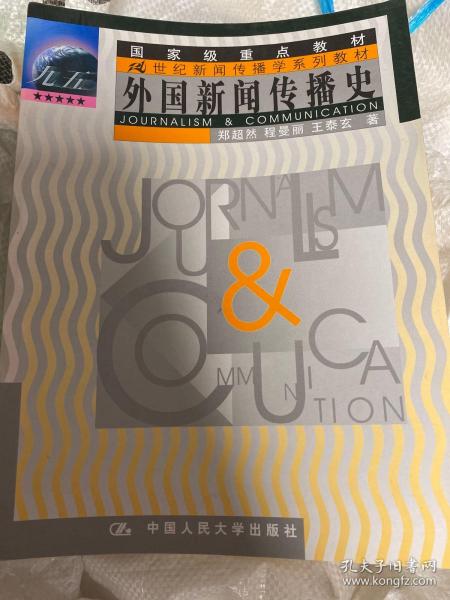 九五
★★★★★
国家级重点教材
21世纪新闻传播学系列教材
外国新闻传播史
JOURNALISM & COMMUNICATION
郑超然 程曼丽 王泰玄 著
JOURNALISM
&
COMMUNICATION
中国人民大学出版社
孔夫子旧书网
www.kongfz.com